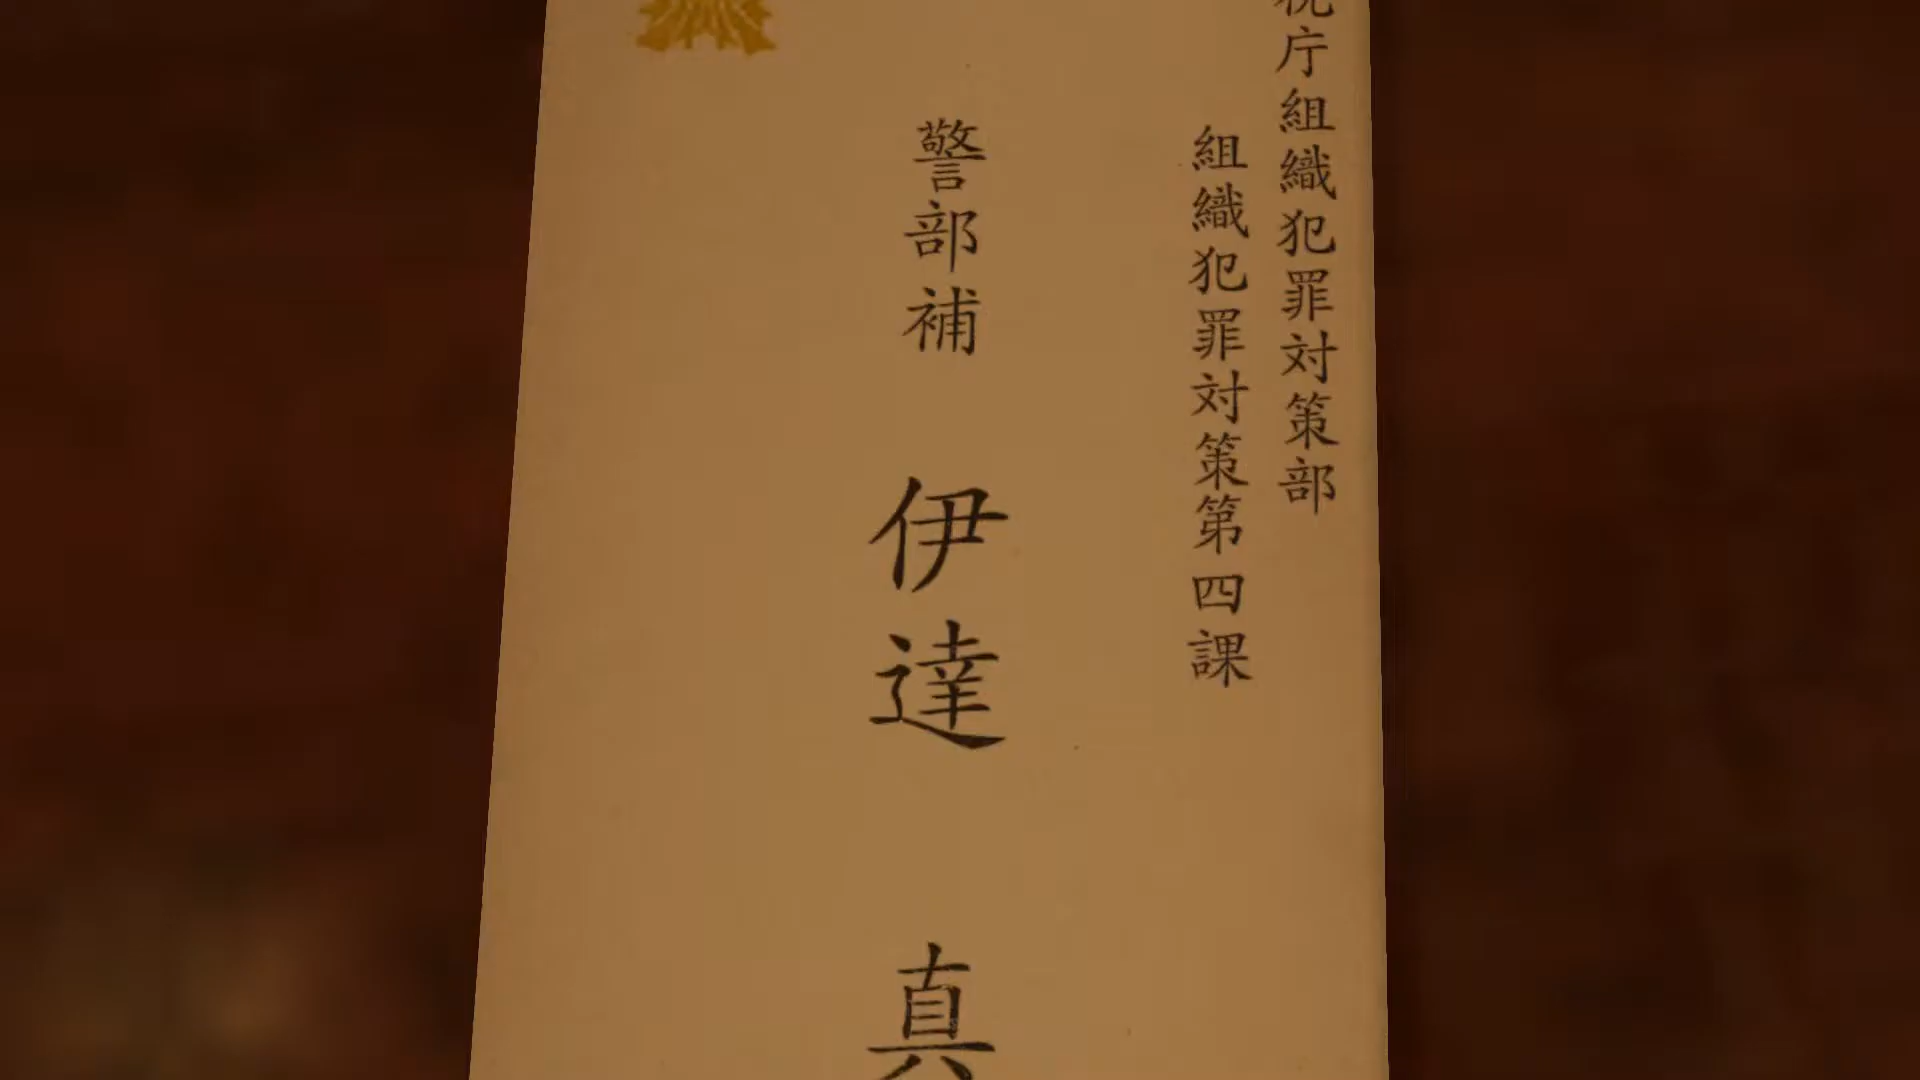 視庁組織犯罪対策部
組織犯罪対策第四課
警部補 伊達 真